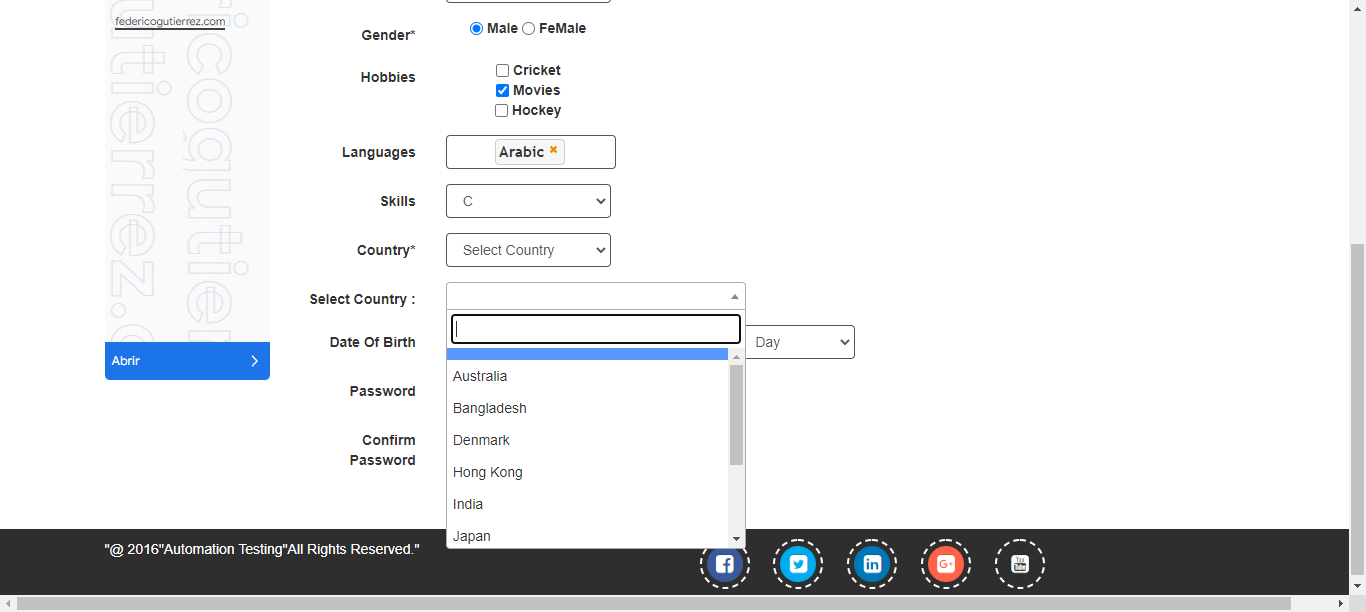 federicogutierrez.com
Gender*
Male FeMale
Hobbies
Cricket
Movies
Hockey
Languages
Arabic ×
Skills
C
Country*
Select Country
Select Country :
Date Of Birth
Day
Password
Confirm
Password
Australia
Bangladesh
Denmark
Hong Kong
India
Japan
Abrir
"@ 2016"Automation Testing"All Rights Reserved."
f
in
G+
You
Tube